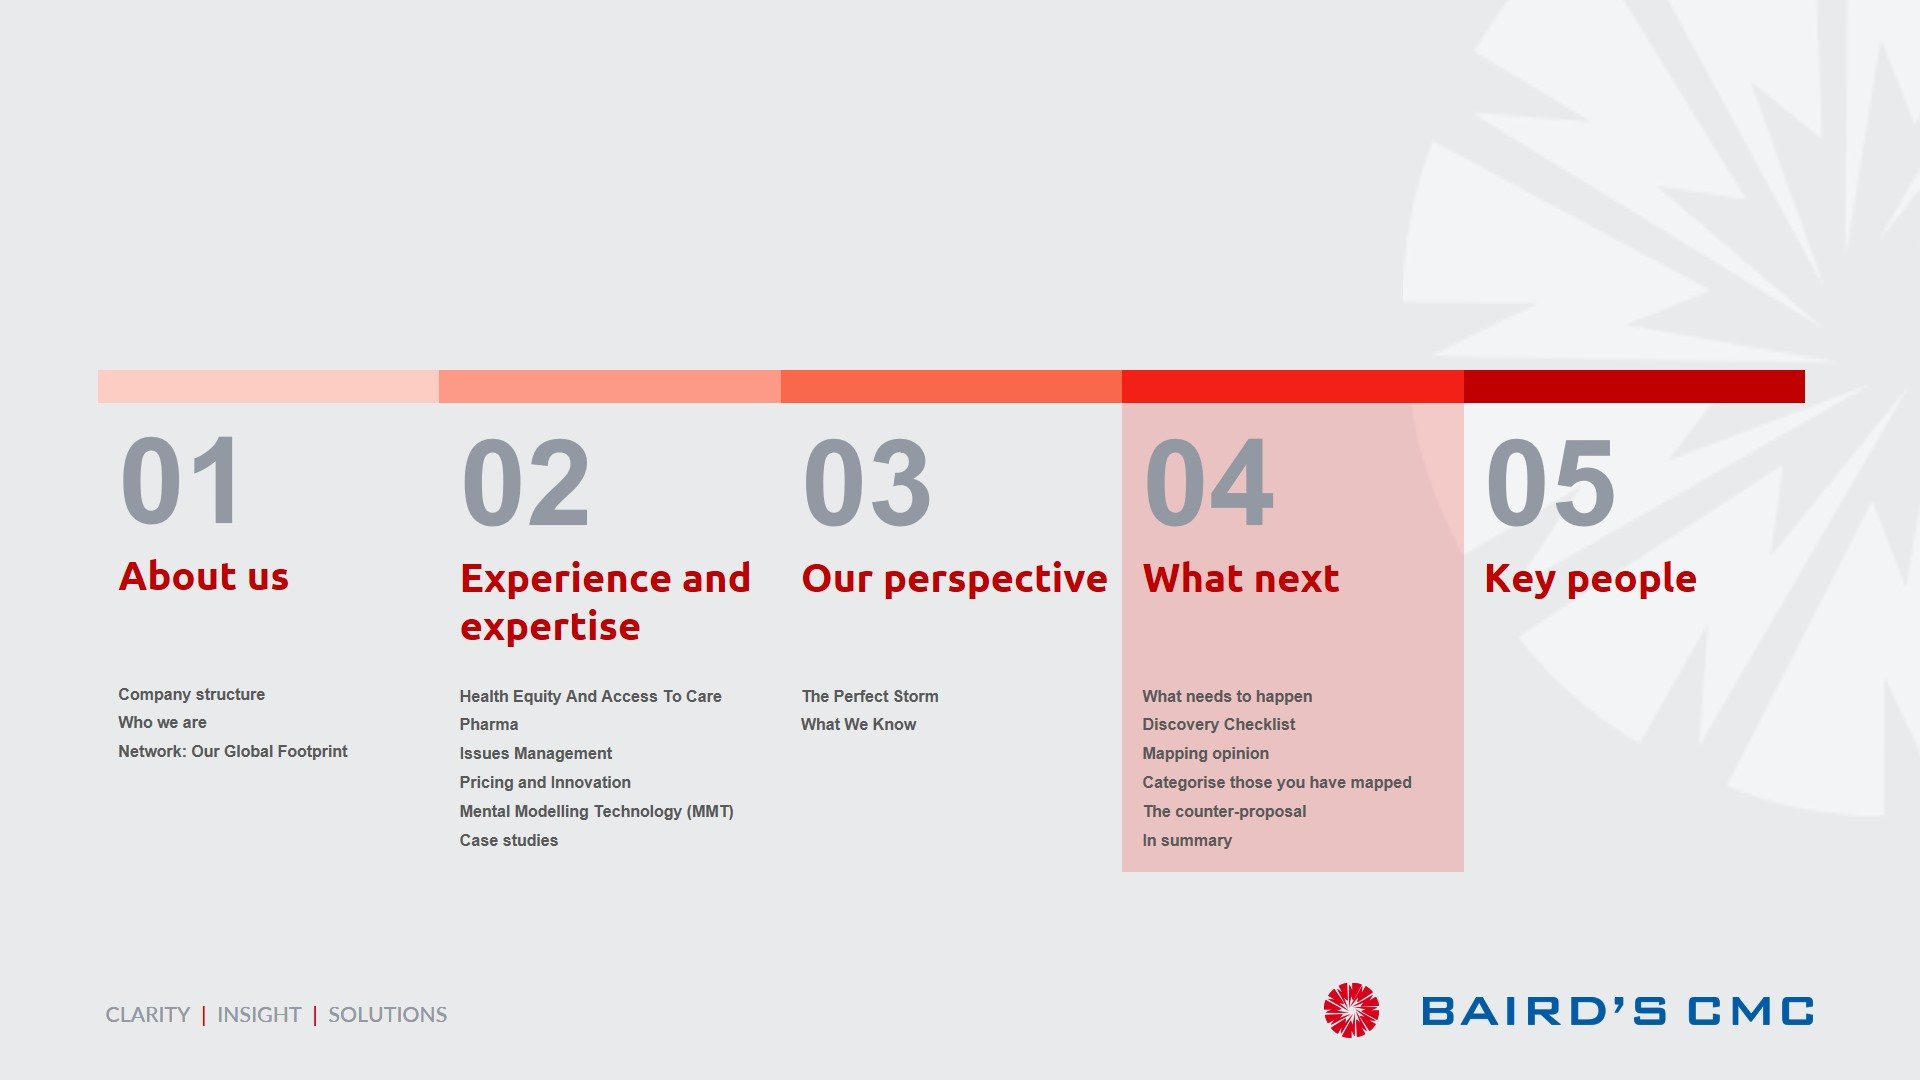 01
About us
Company structure
Who we are
Network: Our Global Footprint
02
Experience and
expertise
Health Equity And Access To Care
Pharma
Issues Management
Pricing and Innovation
Mental Modelling Technology (MMT)
Case studies
03
Our perspective
The Perfect Storm
What We Know
04
What next
What needs to happen
Discovery Checklist
Mapping opinion
Categorise those you have mapped
The counter-proposal
In summary
05
Key people
CLARITY | INSIGHT | SOLUTIONS
BAIRD'S CMC